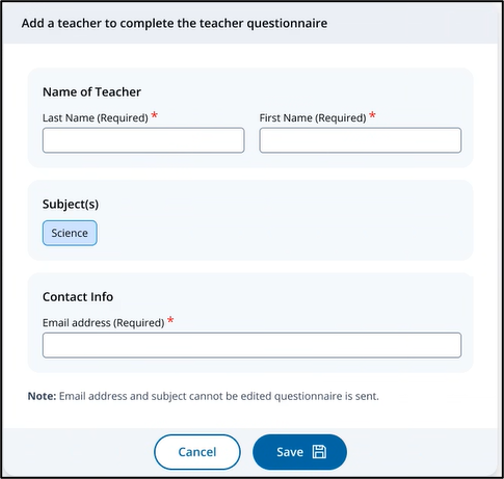 Add a teacher to complete the teacher questionnaire
Name of Teacher
Last Name (Required) *
First Name (Required) *
Subject(s)
Science
Contact Info
Email address (Required) *
Note: Email address and subject cannot be edited questionnaire is sent.
Cancel
Save